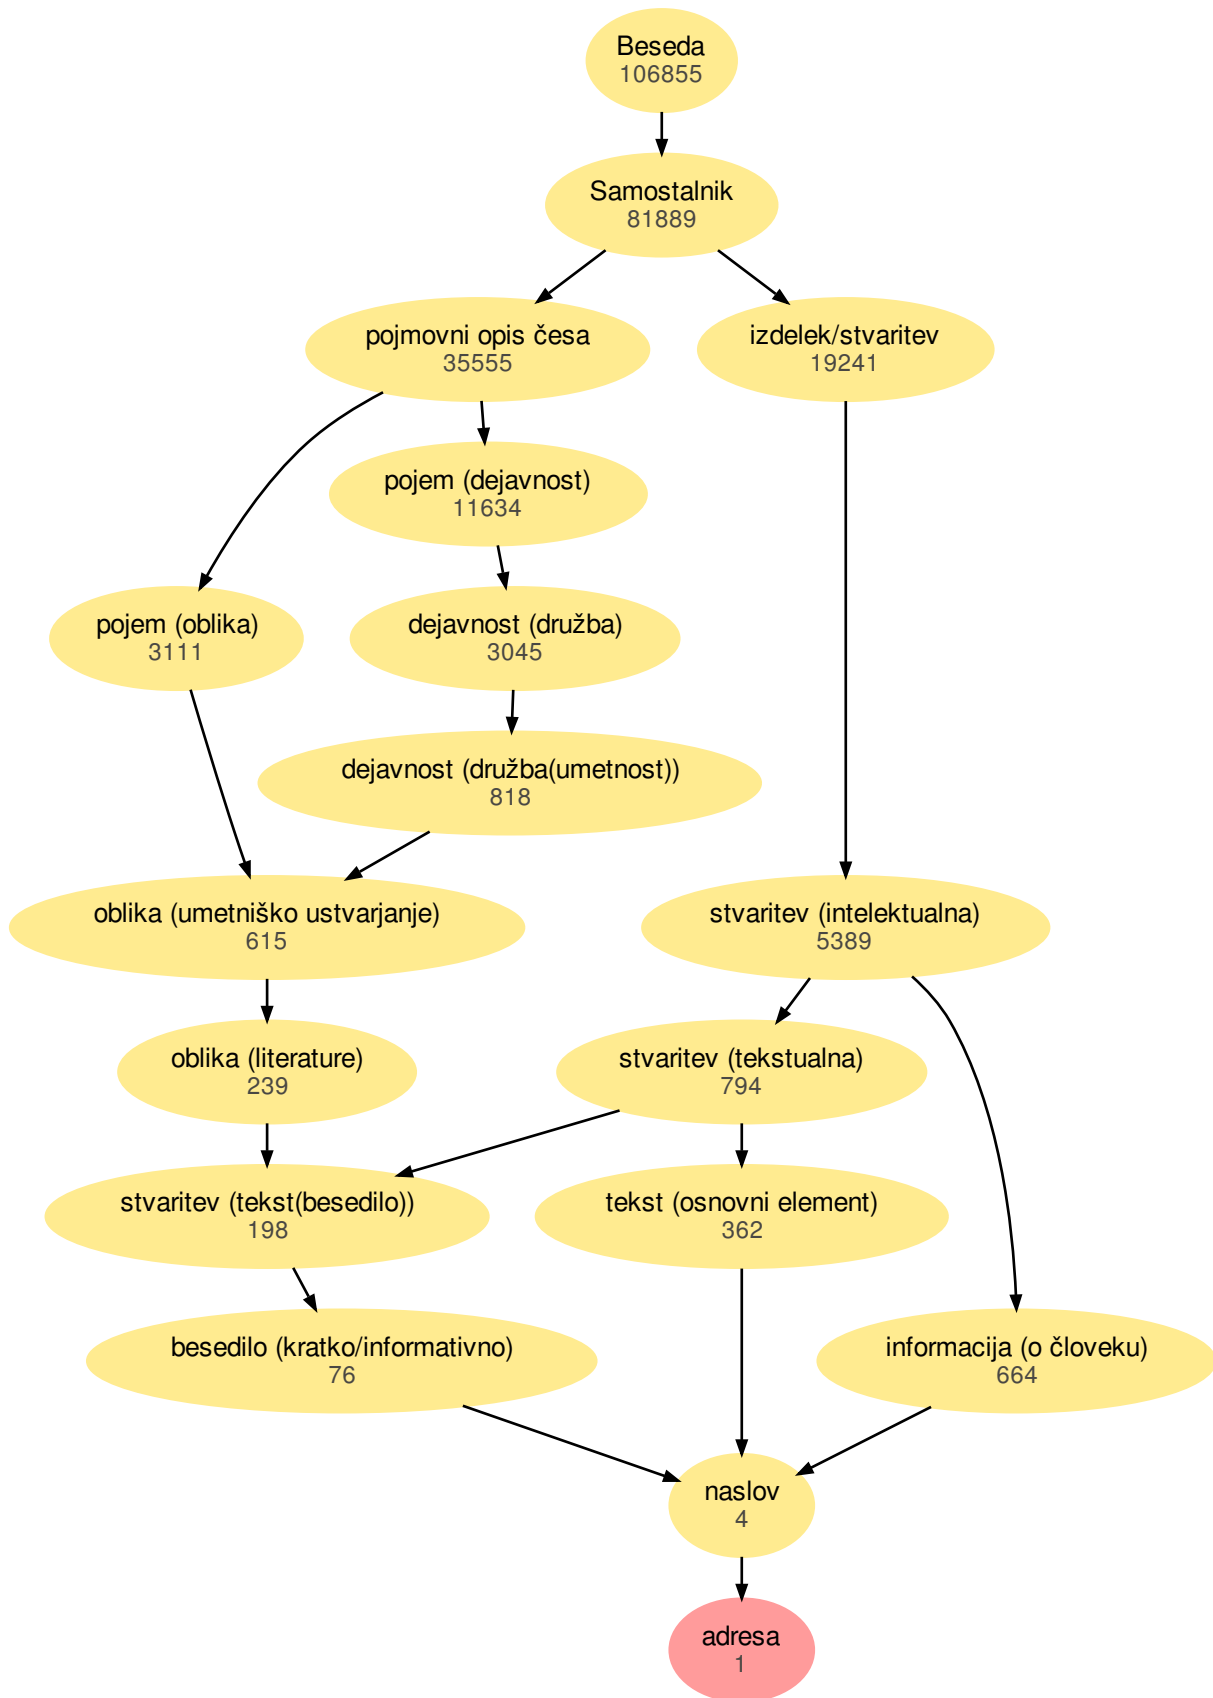 Beseda
106855
Samostalnik
81889
pojmovni opis česa
35555
izdelek/stvaritev
19241
pojem (dejavnost)
11634
pojem (oblika)
3111
dejavnost (družba)
3045
dejavnost (družba(umetnost))
818
oblika (umetniško ustvarjanje)
615
stvaritev (intelektualna)
5389
oblika (literature)
239
stvaritev (tekstualna)
794
stvaritev (tekst(besedilo))
198
tekst (osnovni element)
362
besedilo (kratko/informativno)
76
informacija (o človeku)
664
naslov
4
adresa
1